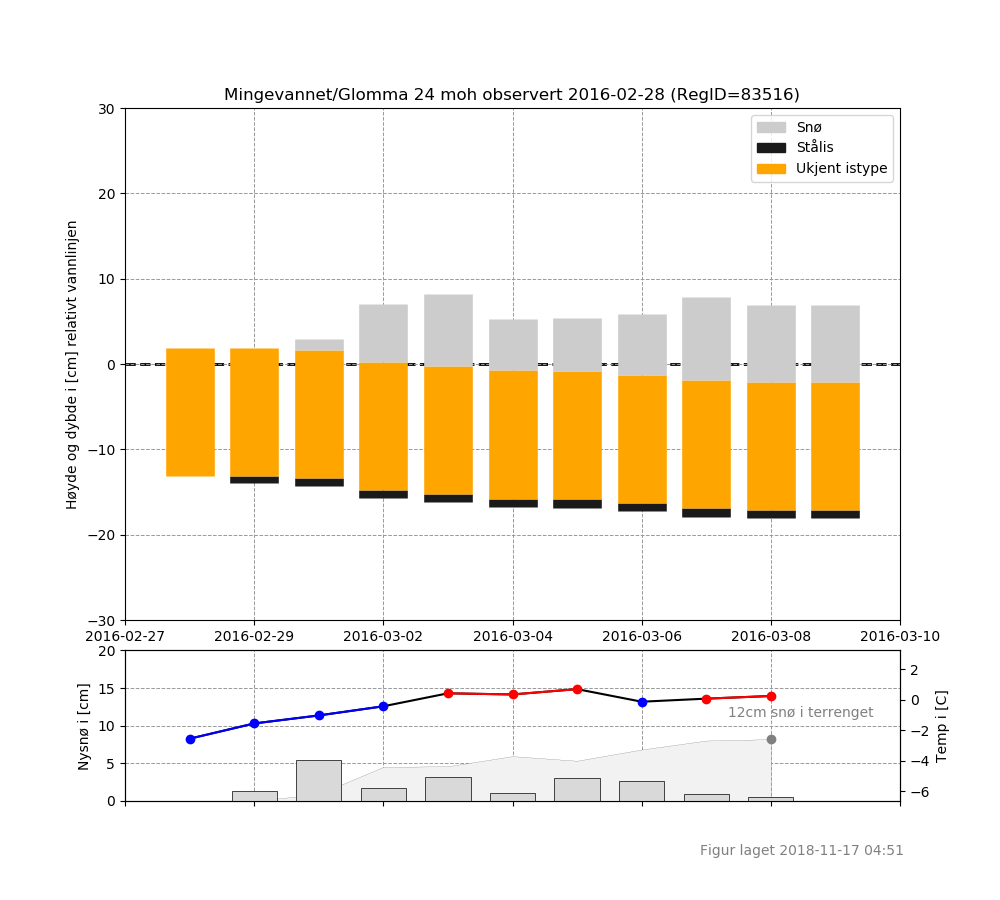 Mingevannet/Glomma 24 moh observert 2016-02-28 (RegID=83516)
Høyde og dybde i [cm] relativt vannlinjen
30
20
10
0
−10
−20
−30
Snø
Stålis
Ukjent istype
2016-02-27 2016-02-29 2016-03-02 2016-03-04 2016-03-06 2016-03-08 2016-03-10
Nysnø i [cm]
20
15
10
5
0
12cm snø i terrenget
2
0
−2
−4
−6
Temp i [C]
Figur laget 2018-11-17 04:51